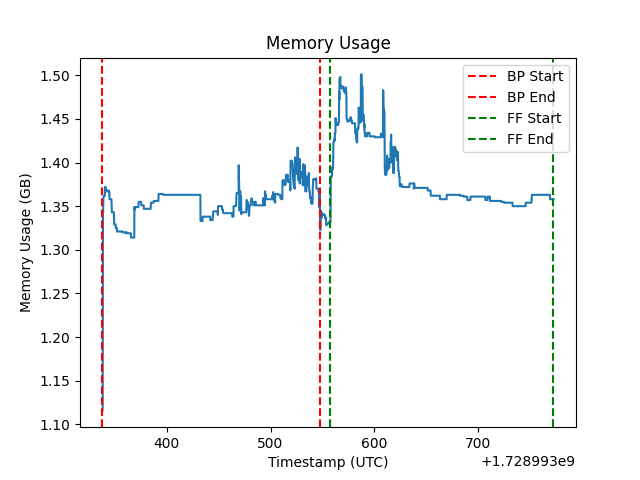 Memory Usage
BP Start
BP End
FF Start
FF End
Memory Usage (GB)
1.50
1.45
1.40
1.35
1.30
1.25
1.20
1.15
1.10
400 500 600 700
Timestamp (UTC)
+1.728993e9